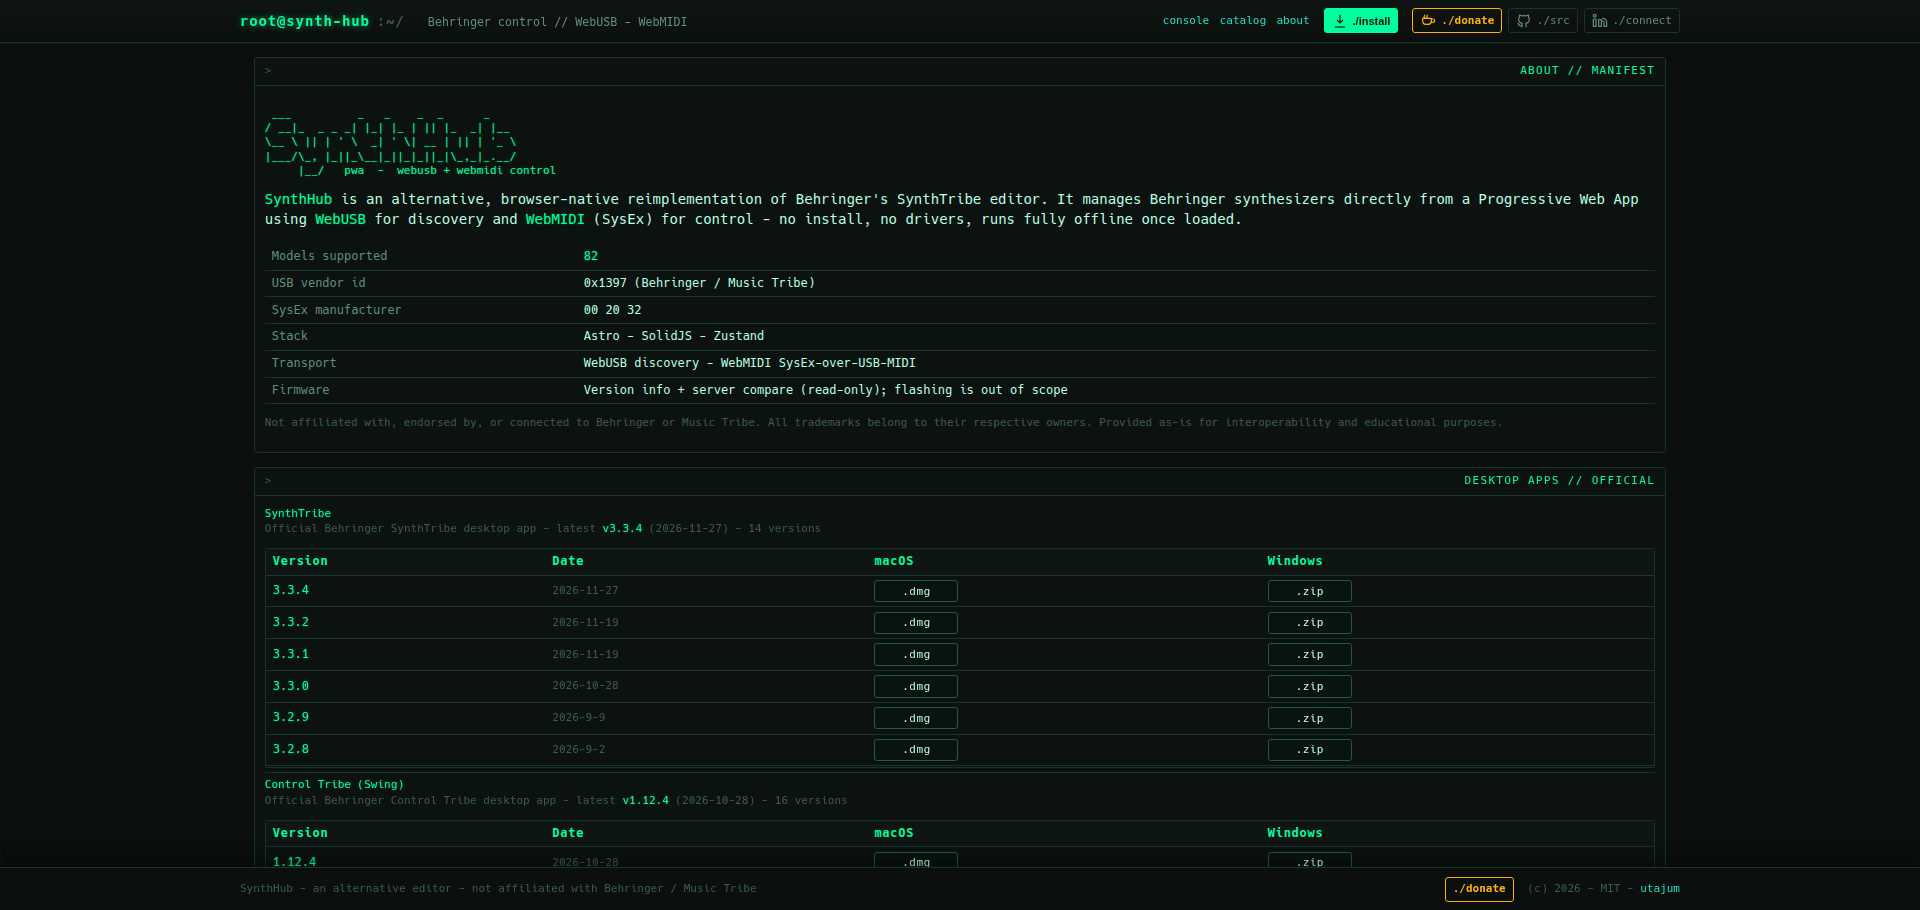 root@synth-hub :~/ Behringer control // WebUSB - WebMIDI console catalog about ./install ./donate ./src ./connect
> ABOUT // MANIFEST
 ___          _   _    _  _      _
/ __|_  _ _ _| |_| |_ | || |_  _| |__
\__ \ || | ' \  _| ' \| __ | || | '_ \
|___/\_, |_||_\__|_||_|_||_|\_,_|_.__/
     |__/   pwa  -  webusb + webmidi control
SynthHub is an alternative, browser-native reimplementation of Behringer's SynthTribe editor. It manages Behringer synthesizers directly from a Progressive Web App
using WebUSB for discovery and WebMIDI (SysEx) for control - no install, no drivers, runs fully offline once loaded.
Models supported 82
USB vendor id 0x1397 (Behringer / Music Tribe)
SysEx manufacturer 00 20 32
Stack Astro - SolidJS - Zustand
Transport WebUSB discovery - WebMIDI SysEx-over-USB-MIDI
Firmware Version info + server compare (read-only); flashing is out of scope
Not affiliated with, endorsed by, or connected to Behringer or Music Tribe. All trademarks belong to their respective owners. Provided as-is for interoperability and educational purposes.
> DESKTOP APPS // OFFICIAL
SynthTribe
Official Behringer SynthTribe desktop app - latest v3.3.4 (2026-11-27) - 14 versions
Version Date macOS Windows
3.3.4 2026-11-27 .dmg .zip
3.3.2 2026-11-19 .dmg .zip
3.3.1 2026-11-19 .dmg .zip
3.3.0 2026-10-28 .dmg .zip
3.2.9 2026-9-9 .dmg .zip
3.2.8 2026-9-2 .dmg .zip
Control Tribe (Swing)
Official Behringer Control Tribe desktop app - latest v1.12.4 (2026-10-28) - 16 versions
Version Date macOS Windows
1.12.4 2026-10-28 .dmg .zip
SynthHub - an alternative editor - not affiliated with Behringer / Music Tribe ./donate (c) 2026 - MIT - utajum